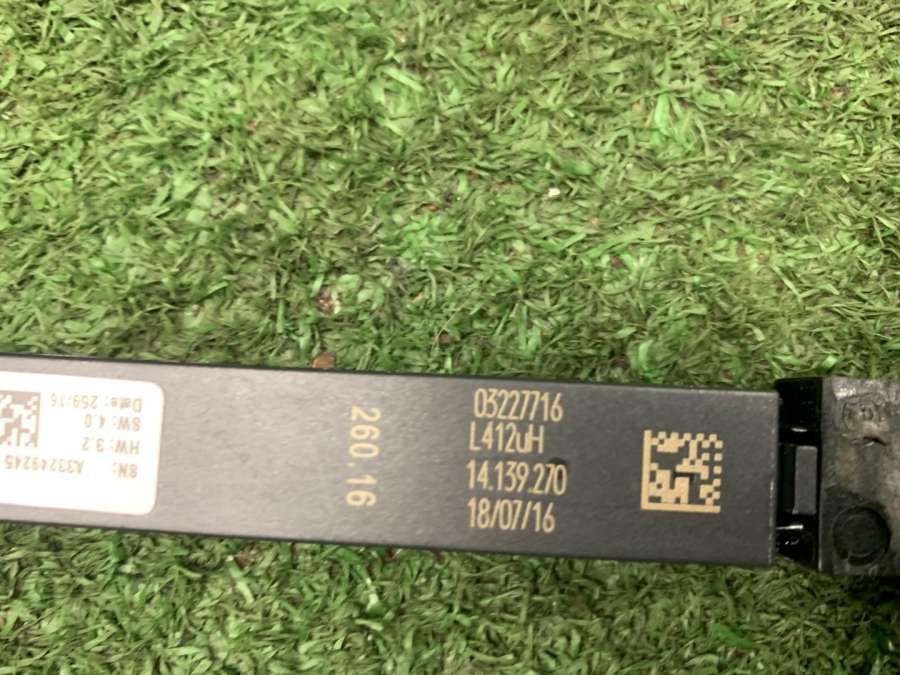 03227716
L412uH
14.139.270
18/07/16
260.16
SN: A33249245
HW: 3.2
SW: 4.0
Date: 259/16